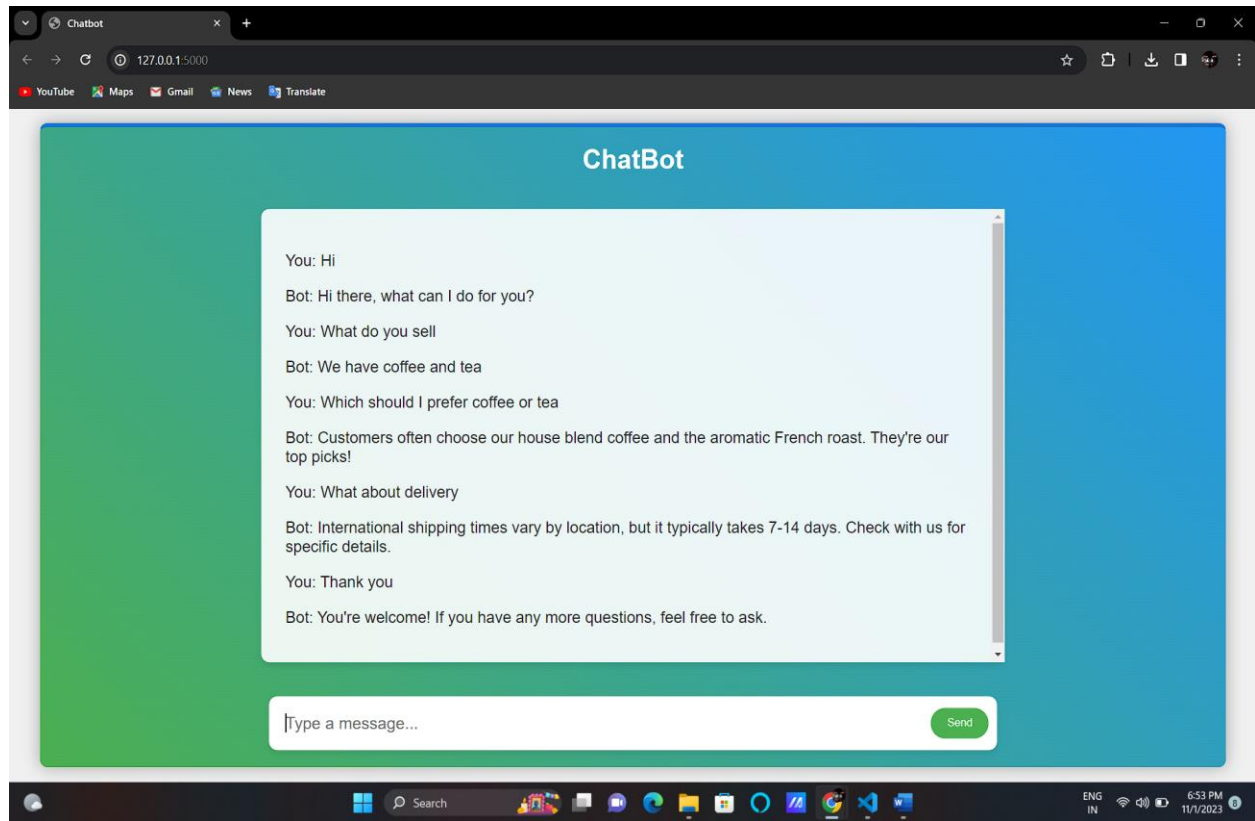 Chatbot
127.0.0.1:5000
YouTube Maps Gmail News Translate
ChatBot
You: Hi
Bot: Hi there, what can I do for you?
You: What do you sell
Bot: We have coffee and tea
You: Which should I prefer coffee or tea
Bot: Customers often choose our house blend coffee and the aromatic French roast. They're our
top picks!
You: What about delivery
Bot: International shipping times vary by location, but it typically takes 7-14 days. Check with us for
specific details.
You: Thank you
Bot: You're welcome! If you have any more questions, feel free to ask.
Type a message...
Send
Search
ENG
IN
6:53 PM
11/1/2023
8